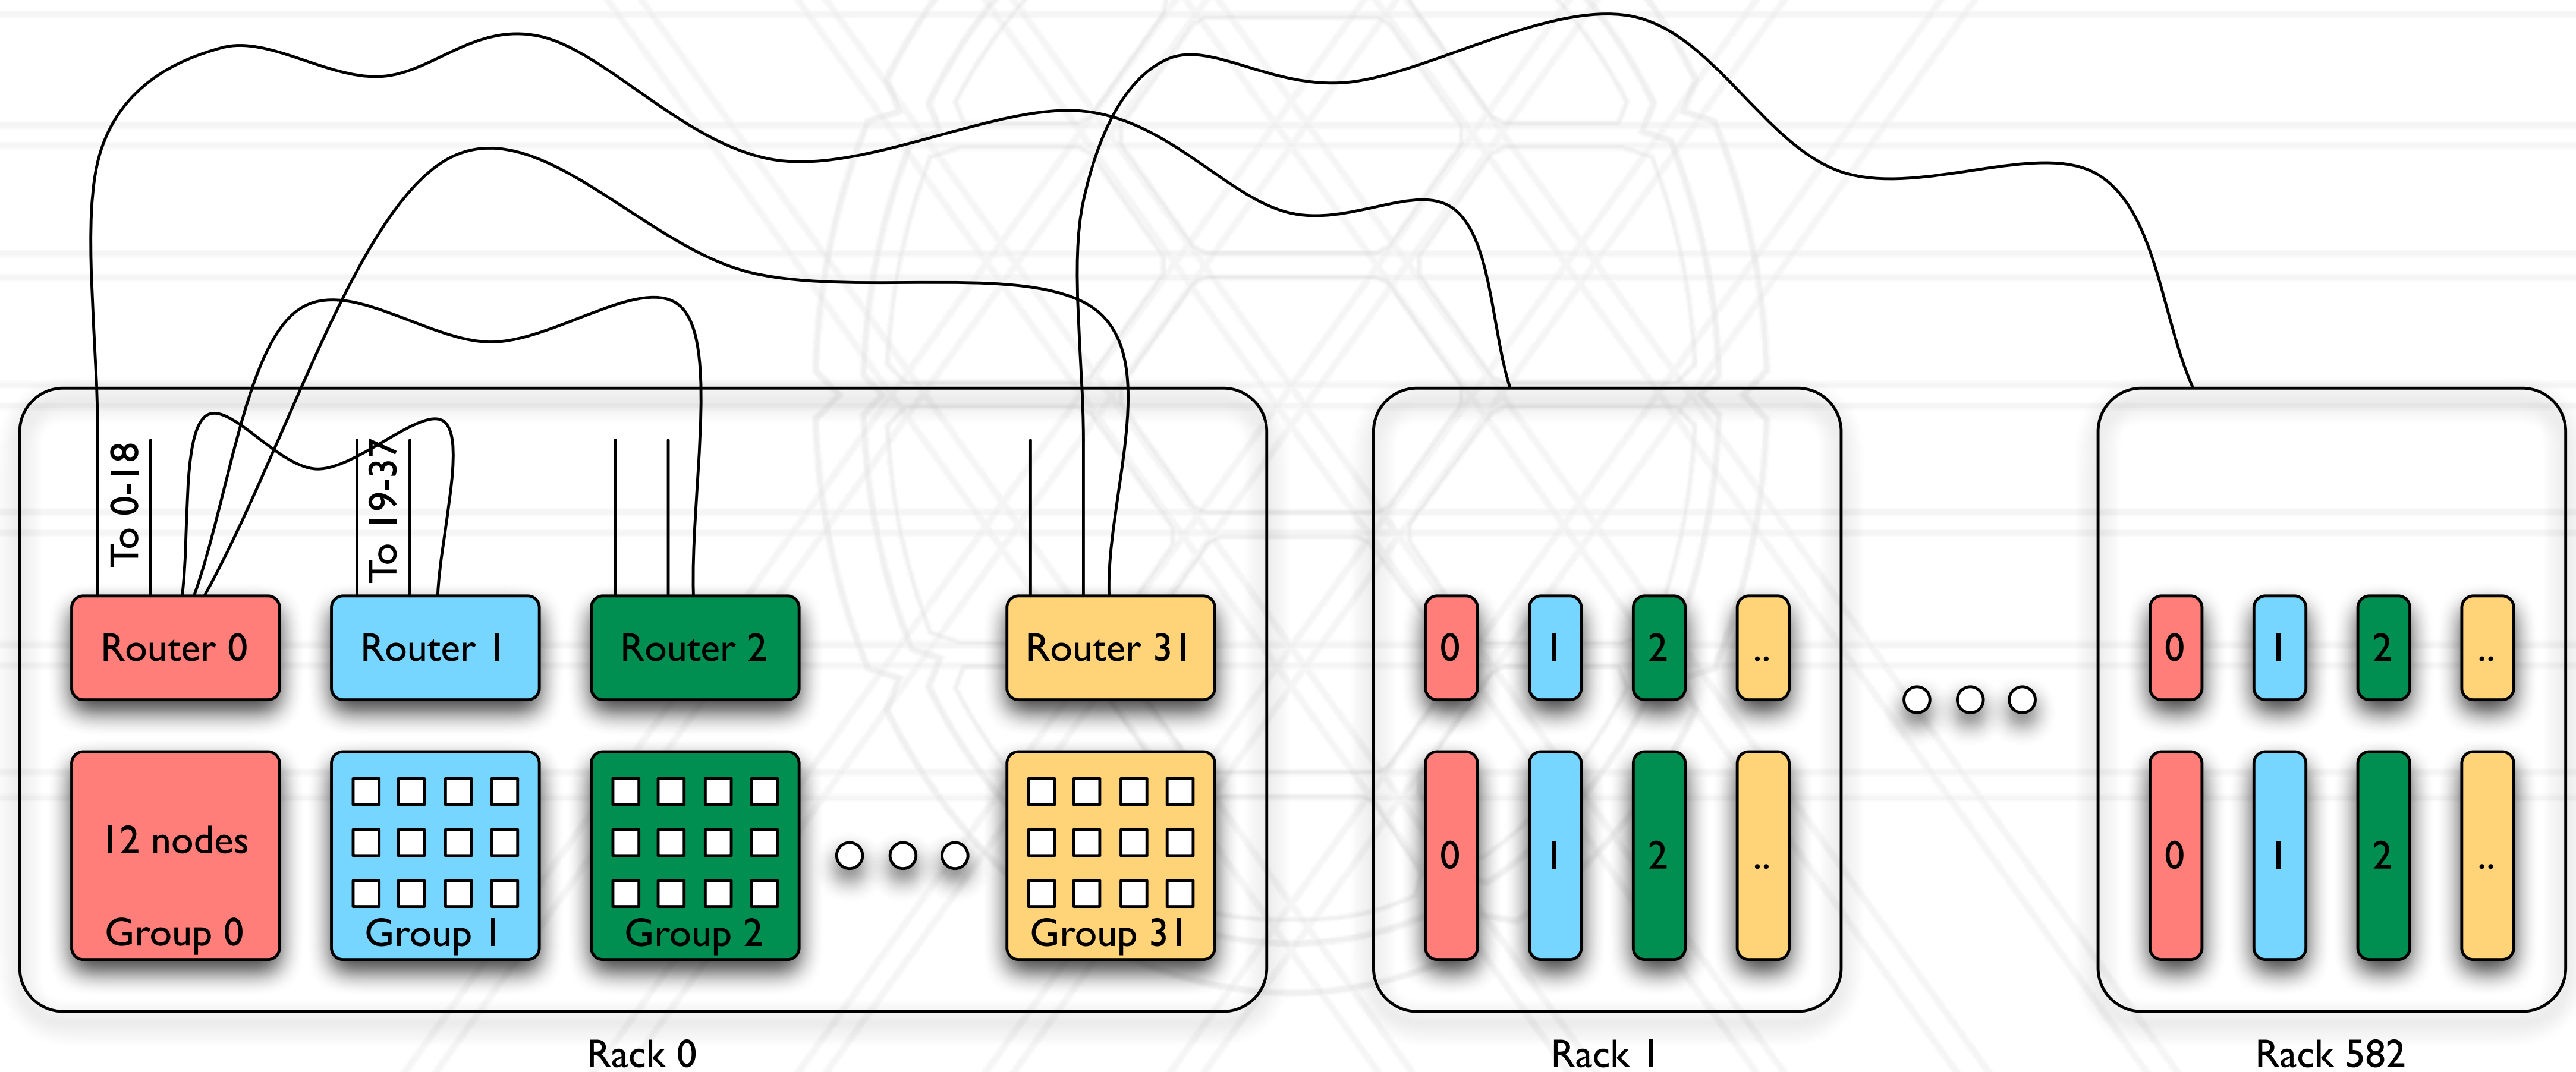 To 0-18
To 19-37
Router 0
Router 1
Router 2
Router 31
12 nodes
Group 0
Group 1
Group 2
Group 31
Rack 0
0
1
2
..
0
1
2
..
Rack 1
0
1
2
..
0
1
2
..
Rack 582